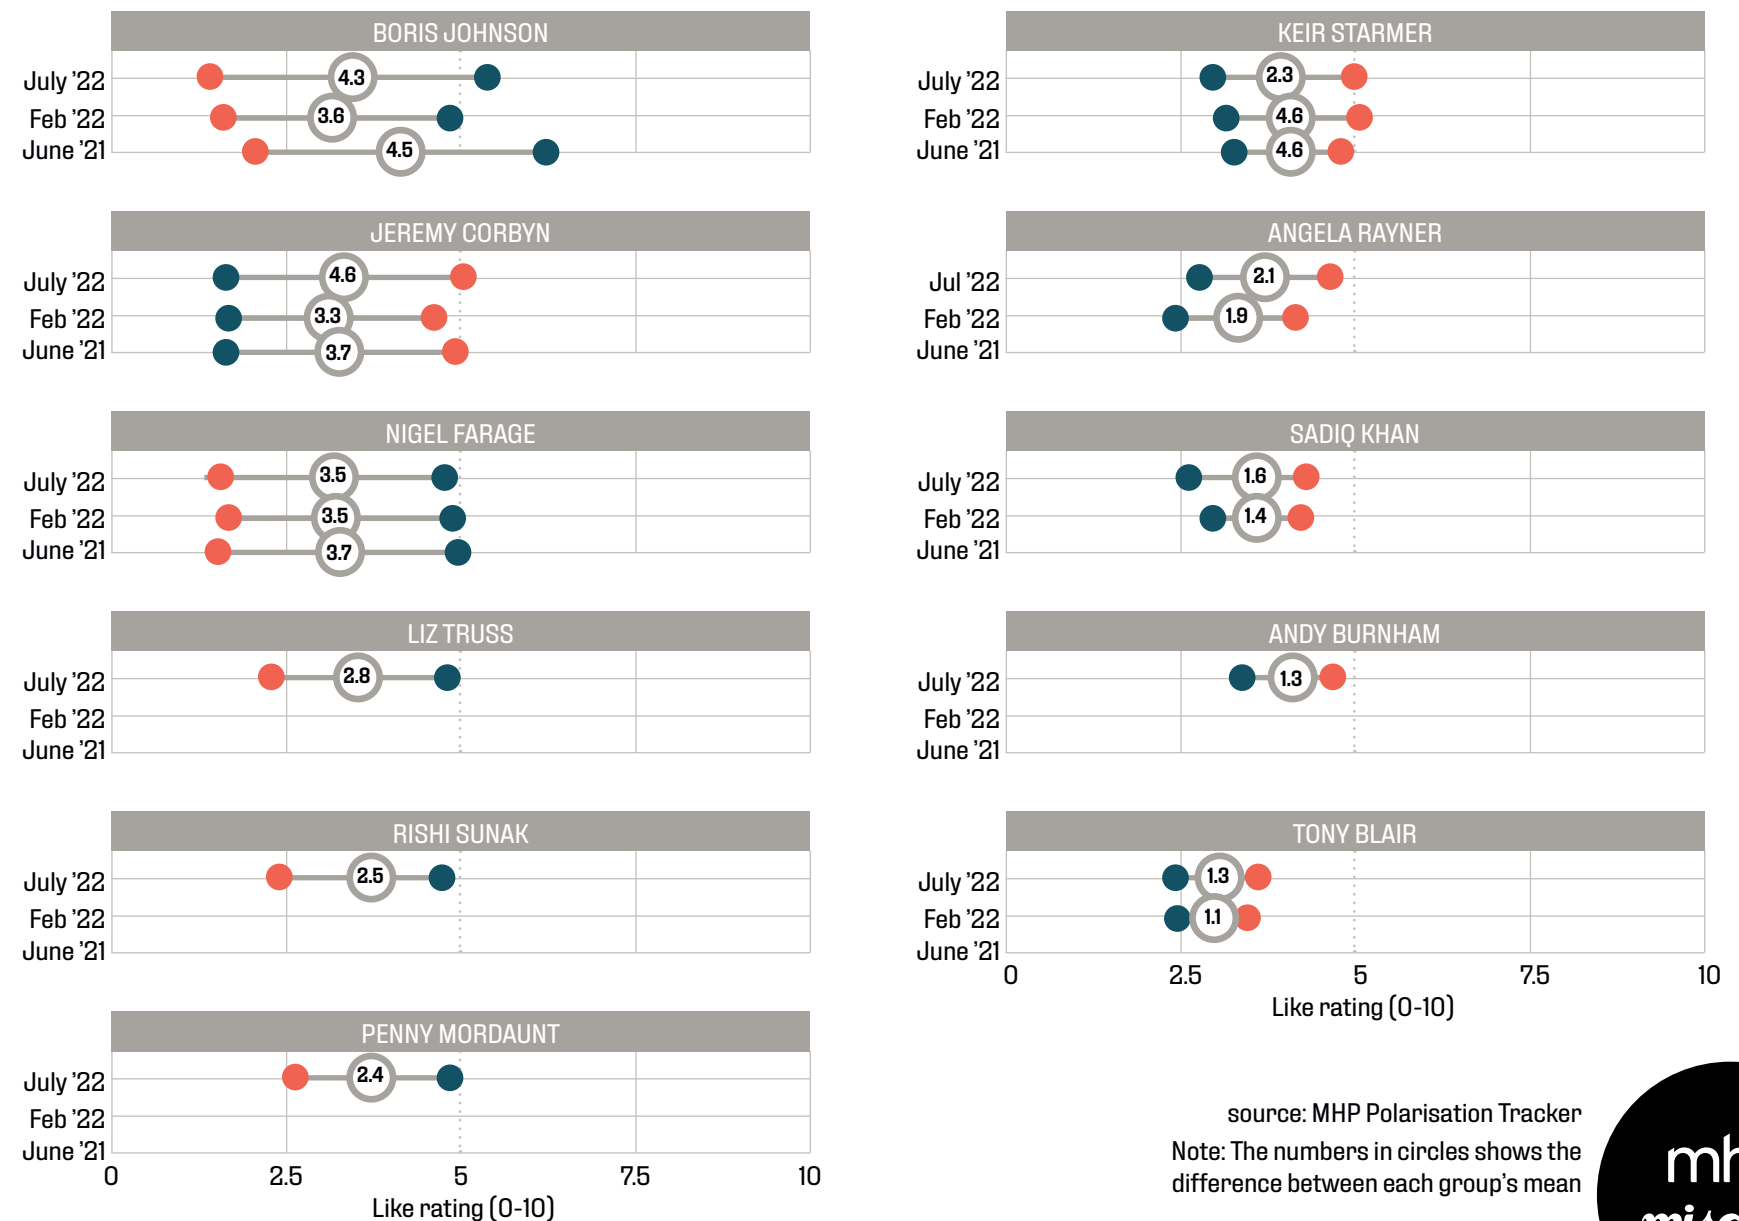 BORIS JOHNSON
July ’22
4.3
Feb ’22
3.6
June ’21
4.5
JEREMY CORBYN
July ’22
4.6
Feb ’22
3.3
June ’21
3.7
NIGEL FARAGE
July ’22
3.5
Feb ’22
3.5
June ’21
3.7
LIZ TRUSS
July ’22
2.8
Feb ’22
June ’21
RISHI SUNAK
July ’22
2.5
Feb ’22
June ’21
PENNY MORDAUNT
July ’22
2.4
Feb ’22
June ’21
0 2.5 5 7.5 10
Like rating (0-10)
KEIR STARMER
July ’22
2.3
Feb ’22
4.6
June ’21
4.6
ANGELA RAYNER
Jul ’22
2.1
Feb ’22
1.9
June ’21
SADIQ KHAN
July ’22
1.6
Feb ’22
1.4
June ’21
ANDY BURNHAM
July ’22
1.3
Feb ’22
June ’21
TONY BLAIR
July ’22
1.3
Feb ’22
1.1
June ’21
0 2.5 5 7.5 10
Like rating (0-10)
source: MHP Polarisation Tracker
Note: The numbers in circles shows the
difference between each group’s mean